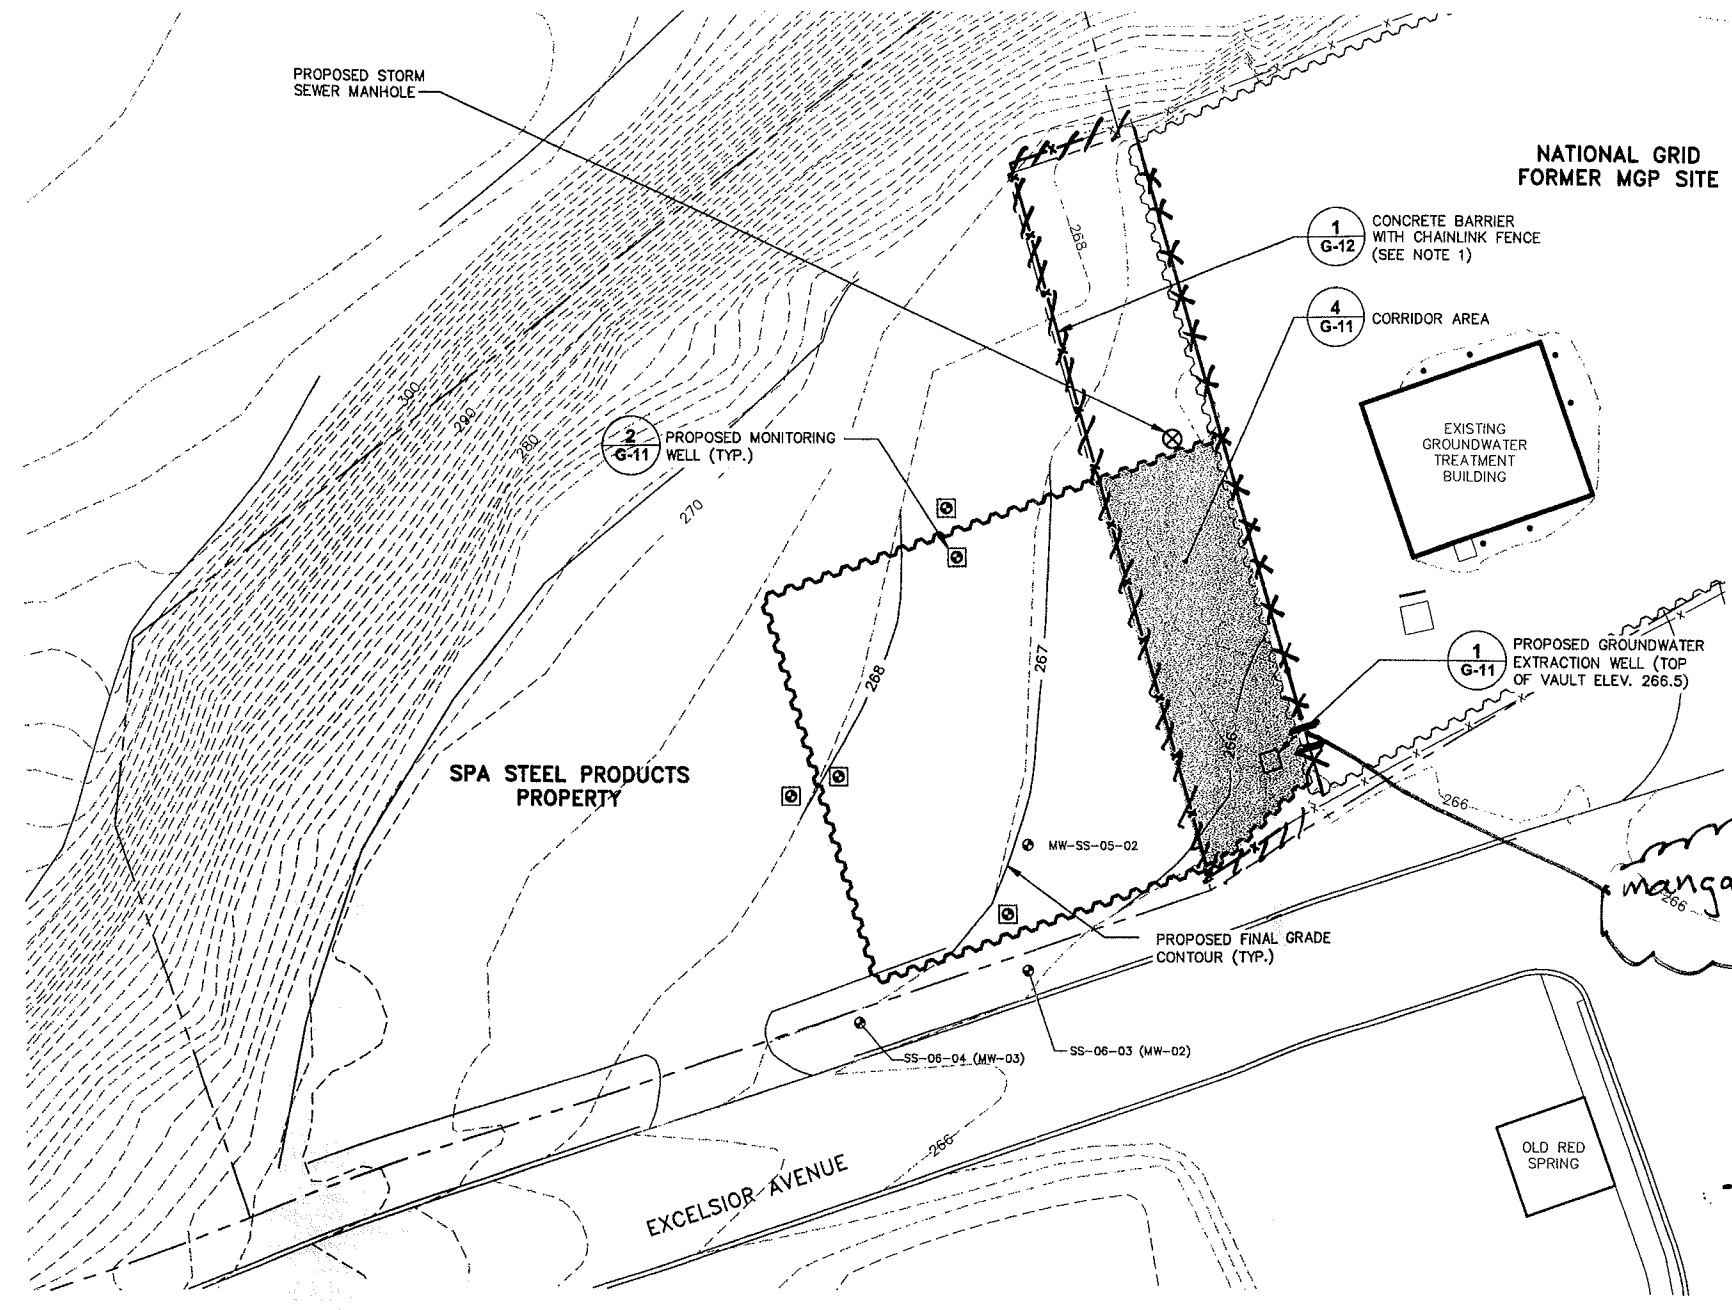 PROPOSED STORM
SEWER MANHOLE
NATIONAL GRID
FORMER MGP SITE
1
G-12
CONCRETE BARRIER
WITH CHAINLINK FENCE
(SEE NOTE 1)
268
4
G-11
CORRIDOR AREA
300
290
280
2
G-11
PROPOSED MONITORING
WELL (TYP.)
EXISTING
GROUNDWATER
TREATMENT
BUILDING
270
1
G-11
PROPOSED GROUNDWATER
EXTRACTION WELL (TOP
OF VAULT ELEV. 266.5)
268
267
266
SPA STEEL PRODUCTS
PROPERTY
266
MW-SS-05-02
manga
266
PROPOSED FINAL GRADE
CONTOUR (TYP.)
SS-06-04 (MW-03)
SS-06-03 (MW-02)
266
EXCELSIOR AVENUE
OLD RED
SPRING